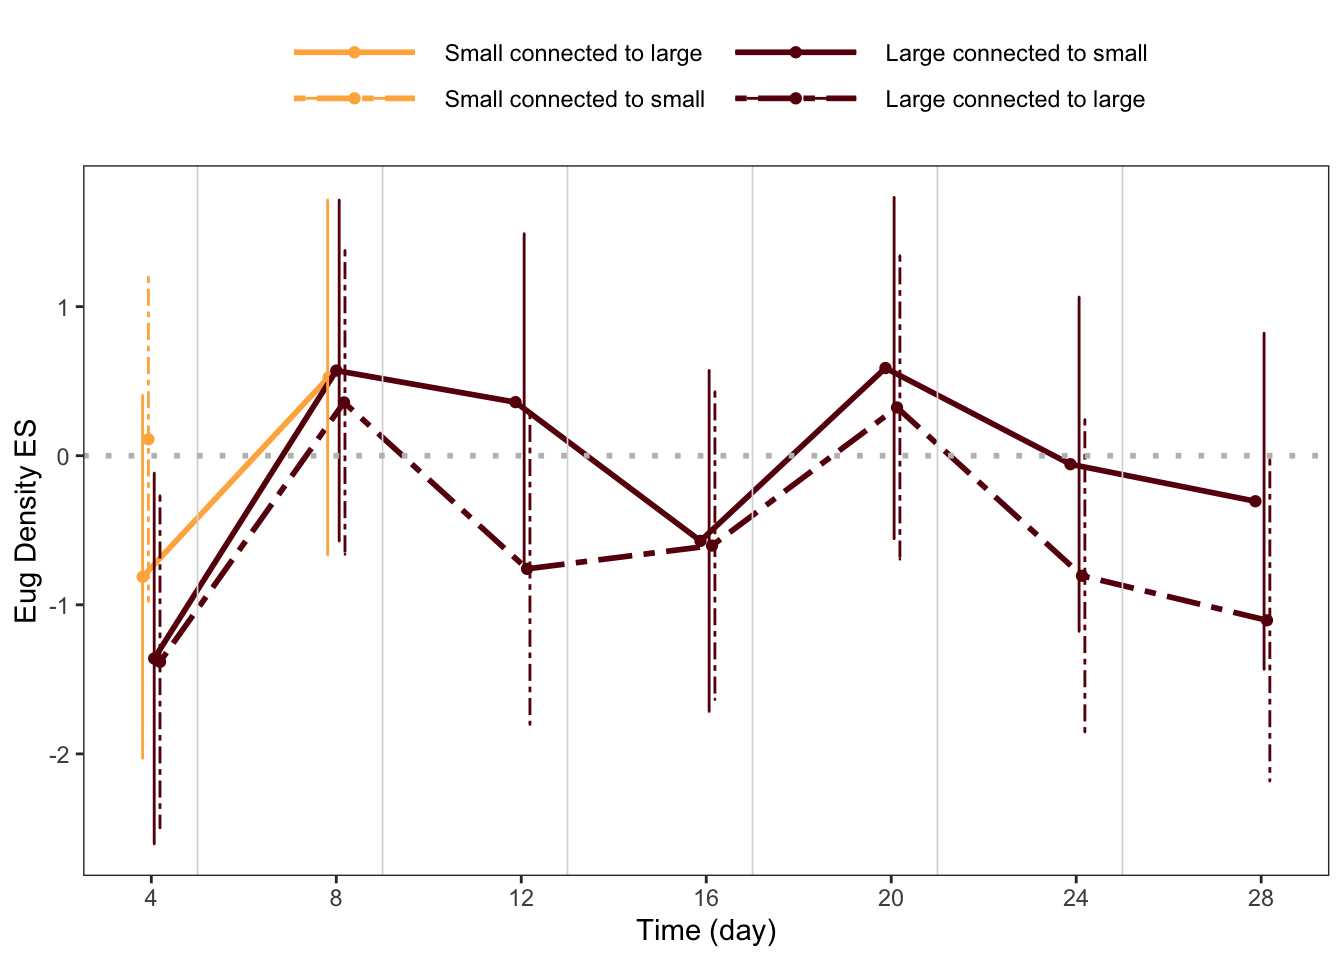 Small connected to large
Large connected to small
Small connected to small
Large connected to large
Eug Density ES
1
0
-1
-2
4 8 12 16 20 24 28
Time (day)